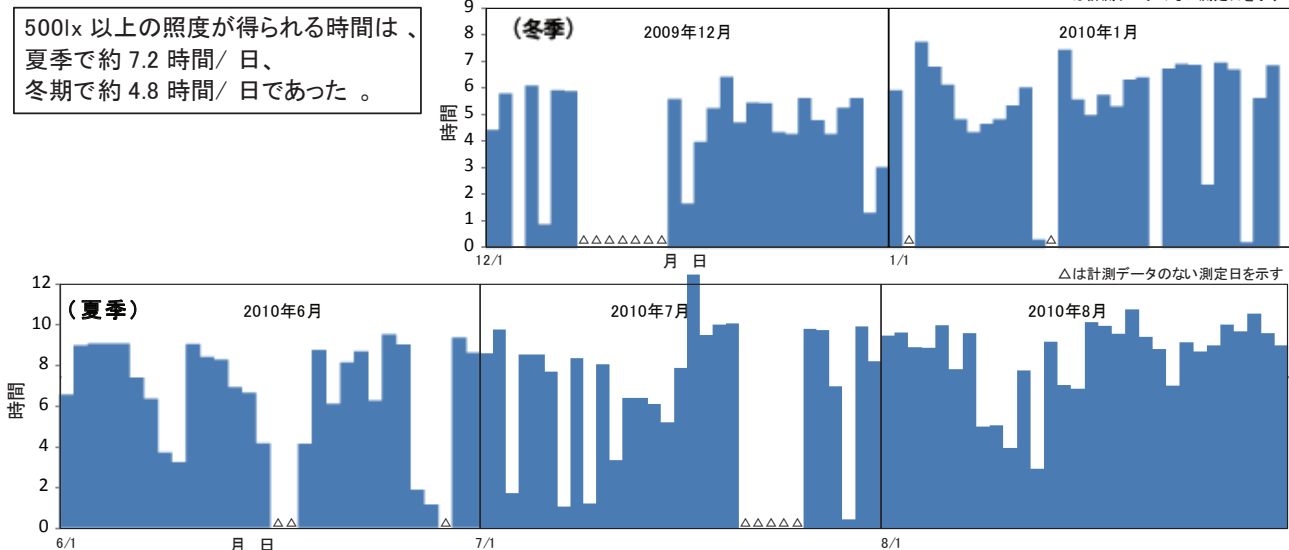 500lx 以上の照度が得られる時間は 、
夏季で約 7.2 時間/ 日、
冬期で約 4.8 時間/ 日であった 。
9
8
7
6
5
4
3
2
1
0
時間
(冬季)
2009年12月
2010年1月
△△△△△△△
△
△
12/1
月 日
1/1
△は計測データのない測定日を示す
12
10
8
6
4
2
0
時間
(夏季)
2010年6月
2010年7月
2010年8月
△△
△
△△△△△
6/1
月 日
7/1
8/1